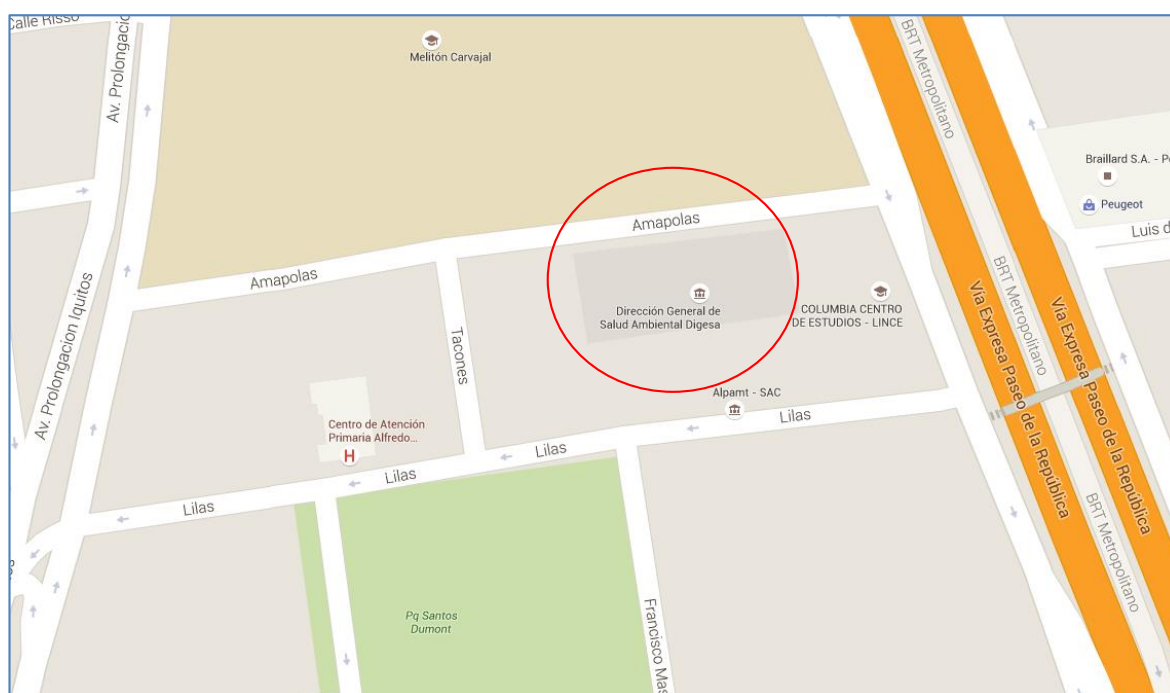 Calle Risso
Av. Prolongació
Melitón Carvajal
BRT Metropolitano
Braillard S.A. - P
Peugeot
Luis d
Amapolas
Amapolas
Dirección General de
Salud Ambiental Digesa
COLUMBIA CENTRO
DE ESTUDIOS - LINCE
BRT Metropolitano
Vía Expresa Paseo de la República
Vía Expresa Paseo de la República
Av. Prolongacion Iquitos
Tacones
Alpamt - SAC
Lilas
Centro de Atención
Primaria Alfredo...
H
Lilas
Lilas
Lilas
Pq Santos
Dumont
Francisco Mas
BRT Metropolitano